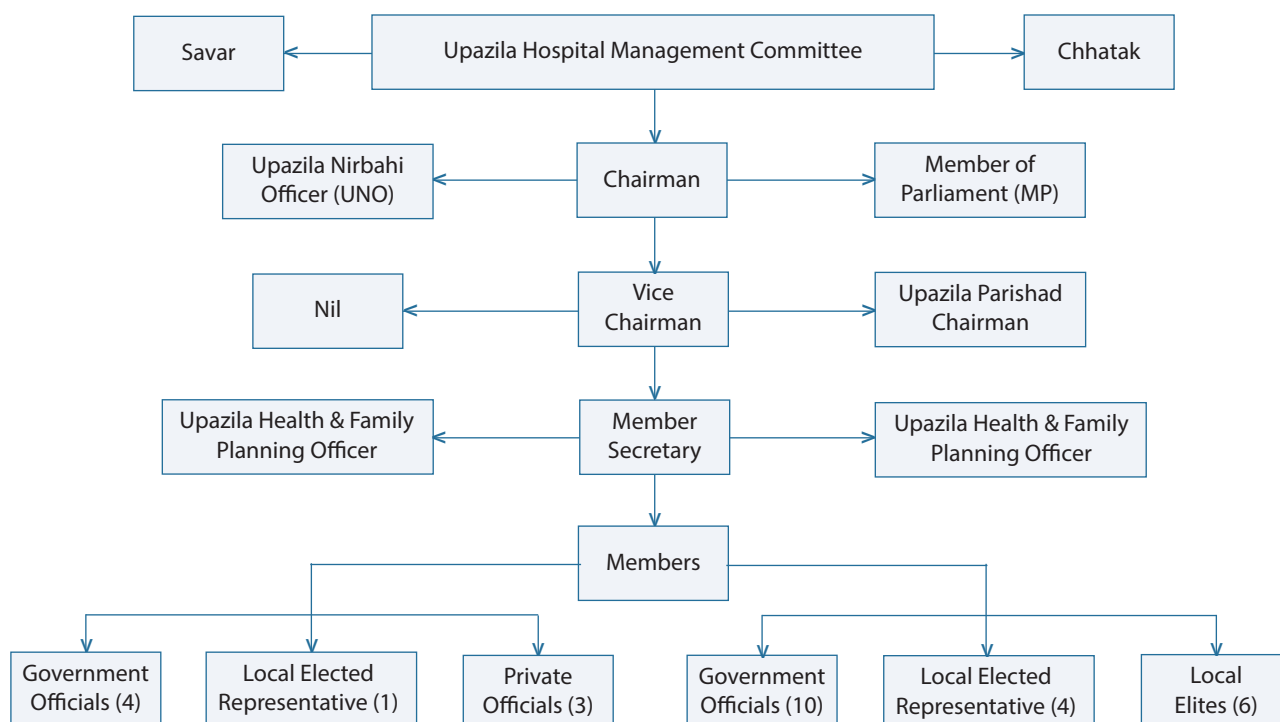 Savar
Upazila Hospital Management Committee
Chhatak
Upazila Nirbahi
Officer (UNO)
Chairman
Member of
Parliament (MP)
Nil
Vice
Chairman
Upazila Parishad
Chairman
Upazila Health & Family
Planning Officer
Member
Secretary
Upazila Health & Family
Planning Officer
Members
Government
Officials (4)
Local Elected
Representative (1)
Private
Officials (3)
Government
Officials (10)
Local Elected
Representative (4)
Local
Elites (6)